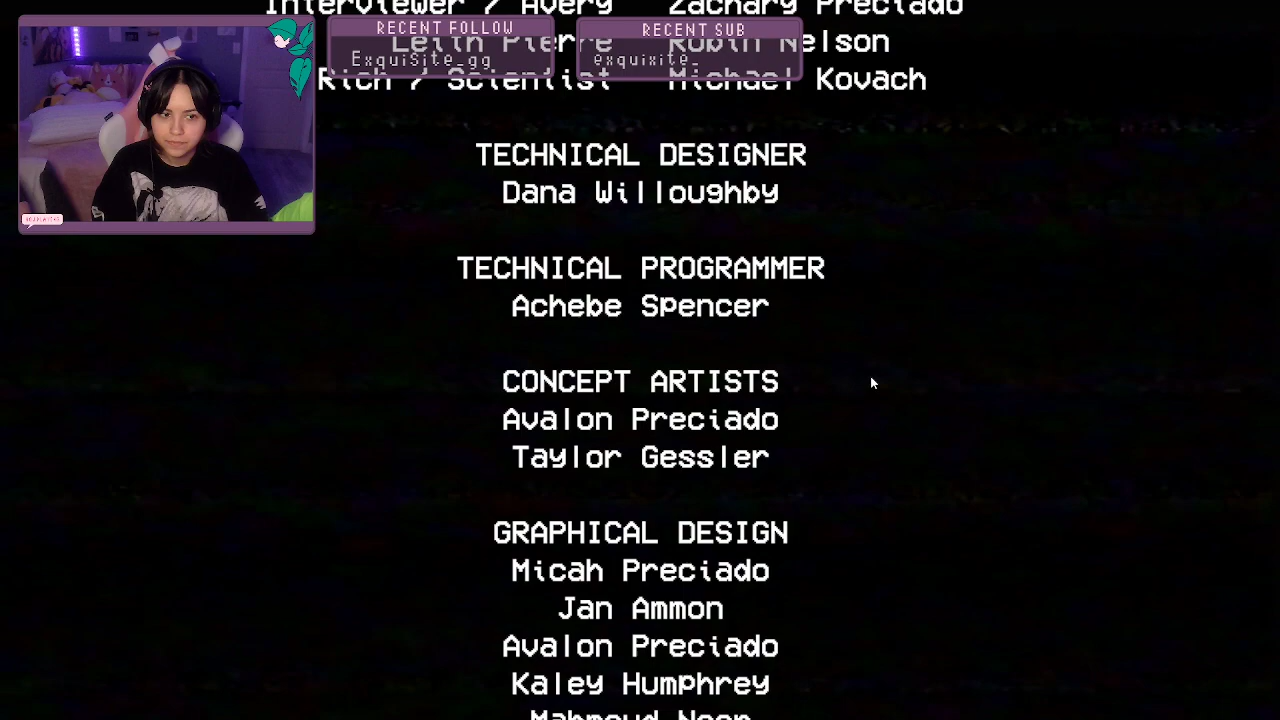 Interviewer / Avery Zachary Preciado
RECENT FOLLOW
RECENT SUB
Leith Pierre Robin Nelson
ExquiSite_gg
exquixite_
Rich / Scientist Michael Kovach
TECHNICAL DESIGNER
Dana Willoughby
TECHNICAL PROGRAMMER
Achebe Spencer
CONCEPT ARTISTS
Avalon Preciado
Taylor Gessler
GRAPHICAL DESIGN
Micah Preciado
Jan Ammon
Avalon Preciado
Kaley Humphrey